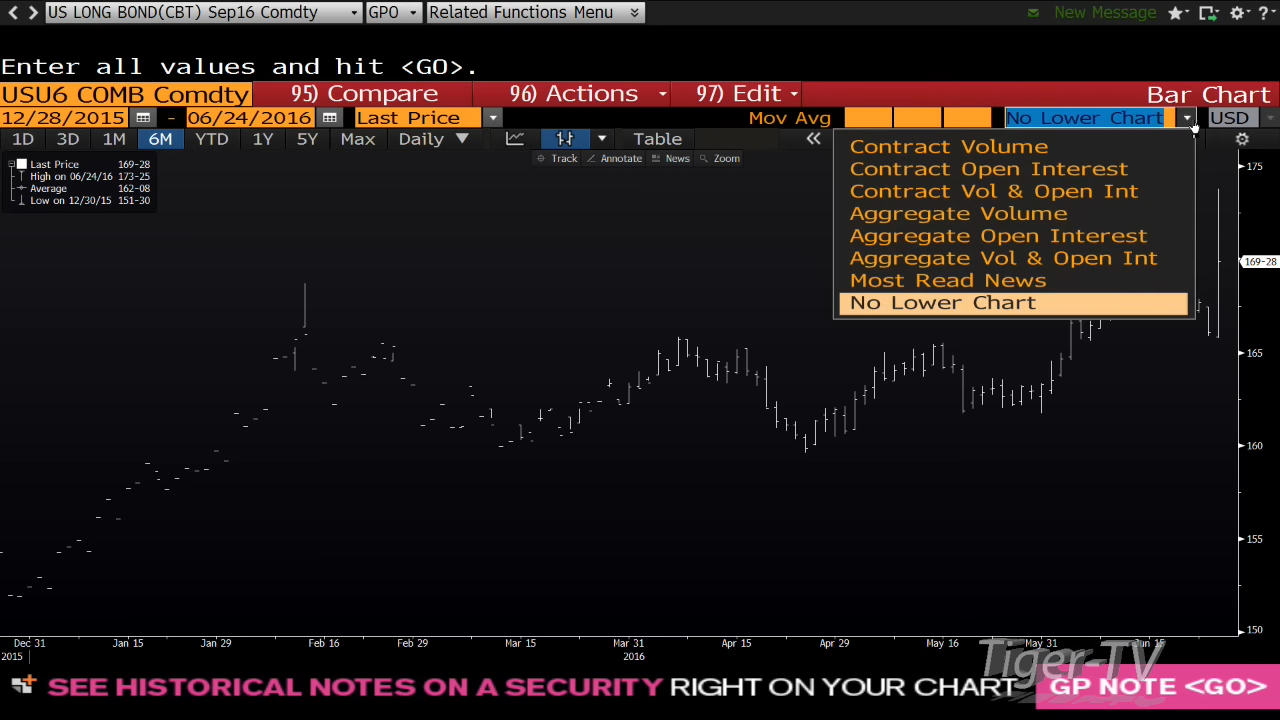 US LONG BOND(CBT) Sep16 Comdty GPO Related Functions Menu New Message ?
Enter all values and hit <GO>.
USU6 COMB Comdty 95) Compare 96) Actions 97) Edit Bar Chart
12/28/2015 - 06/24/2016 Last Price Mov Avg No Lower Chart USD
1D 3D 1M 6M YTD 1Y 5Y Max Daily Table «
Track Annotate News Zoom
Last Price 169-28
High on 06/24/16 173-25
Average 162-08
Low on 12/30/15 151-30
Contract Volume
Contract Open Interest
Contract Vol & Open Int
Aggregate Volume
Aggregate Open Interest
Aggregate Vol & Open Int
Most Read News
No Lower Chart
175
169-28
165
160
155
150
Dec 31 Jan 15 Jan 29 Feb 16 Feb 29 Mar 15 Mar 31 Apr 15 Apr 29 May 16 May 31 Jun 15
2015 2016
Tiger-TV
SEE HISTORICAL NOTES ON A SECURITY RIGHT ON YOUR CHART GP NOTE <GO>